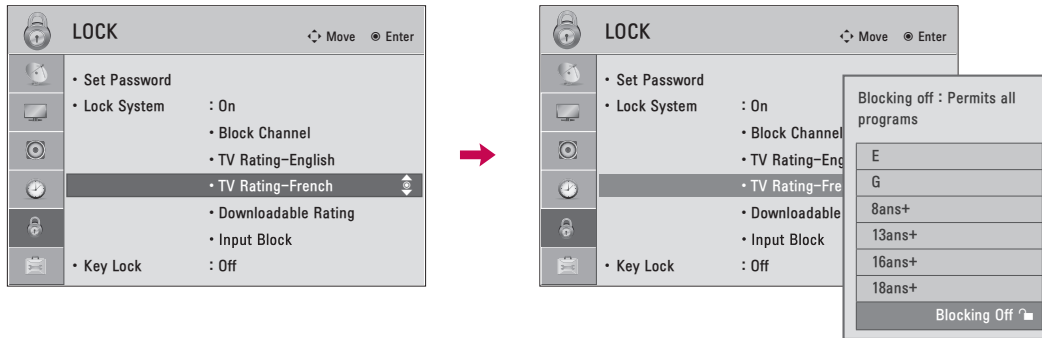 LOCK
Move Enter
• Set Password
• Lock System : On
• Block Channel
• TV Rating-English
• TV Rating-French
• Downloadable Rating
• Input Block
• Key Lock : Off
LOCK
Move Enter
• Set Password
• Lock System : On
• Block Channel
• TV Rating-Eng
• TV Rating-Fre
• Downloadable
• Input Block
• Key Lock : Off
Blocking off : Permits all
programs
E
G
8ans+
13ans+
16ans+
18ans+
Blocking Off